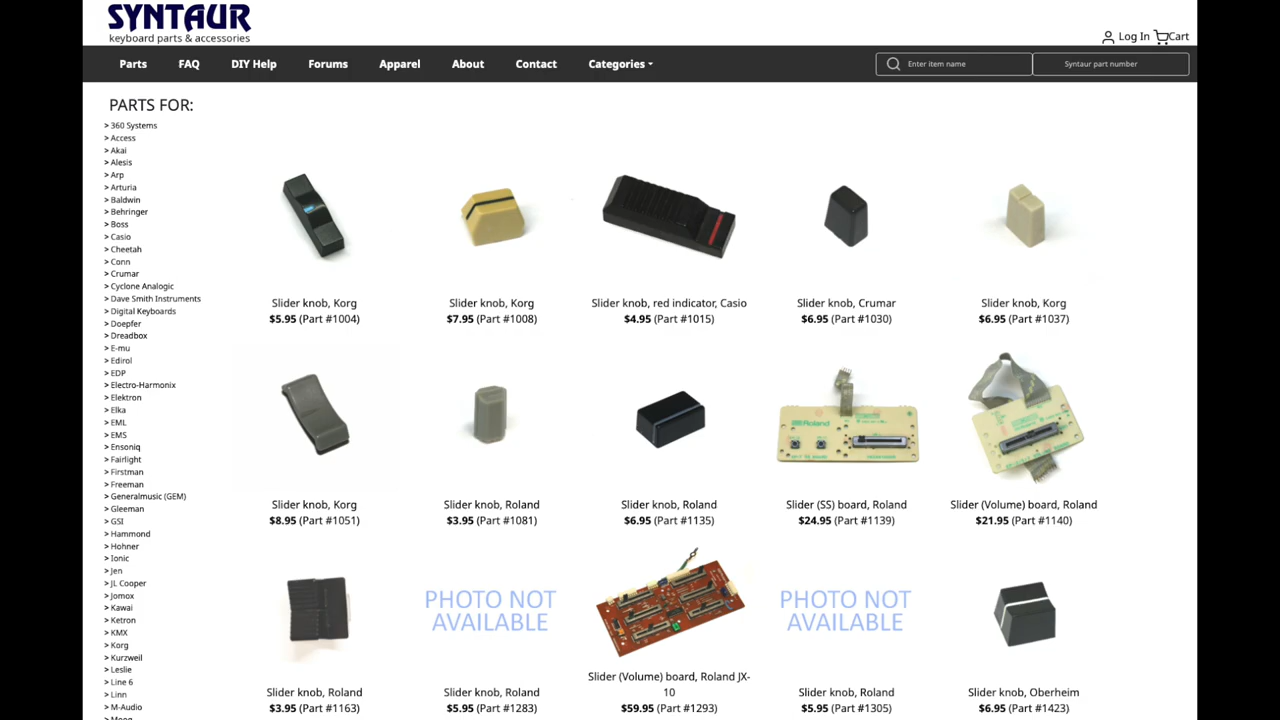 SYNTAUR
keyboard parts & accessories
Log In Cart
Parts FAQ DIY Help Forums Apparel About Contact Categories
Enter item name
Syntaur part number
PARTS FOR:
> 360 Systems
> Access
> Akai
> Alesis
> Arp
> Arturia
> Baldwin
> Behringer
> Boss
> Casio
> Cheetah
> Conn
> Crumar
> Cyclone Analogic
> Dave Smith Instruments
> Digital Keyboards
> Doepfer
> Dreadbox
> E-mu
> Edirol
> EDP
> Electro-Harmonix
> Elektron
> Elka
> EML
> EMS
> Ensoniq
> Fairlight
> Firstman
> Freeman
> Generalmusic (GEM)
> Gleeman
> GSI
> Hammond
> Hohner
> Ionic
> Jen
> JL Cooper
> Jomox
> Kawai
> Ketron
> KMX
> Korg
> Kurzweil
> Leslie
> Line 6
> Linn
> M-Audio
> Moog
Slider knob, Korg
$5.95 (Part #1004)
Slider knob, Korg
$7.95 (Part #1008)
Slider knob, red indicator, Casio
$4.95 (Part #1015)
Slider knob, Crumar
$6.95 (Part #1030)
Slider knob, Korg
$6.95 (Part #1037)
Roland
Slider knob, Korg
$8.95 (Part #1051)
Slider knob, Roland
$3.95 (Part #1081)
Slider knob, Roland
$6.95 (Part #1135)
Slider (SS) board, Roland
$24.95 (Part #1139)
Slider (Volume) board, Roland
$21.95 (Part #1140)
Slider knob, Roland
$3.95 (Part #1163)
PHOTO NOT
AVAILABLE
Slider knob, Roland
$5.95 (Part #1283)
Slider (Volume) board, Roland JX-
10
$59.95 (Part #1293)
PHOTO NOT
AVAILABLE
Slider knob, Roland
$5.95 (Part #1305)
Slider knob, Oberheim
$6.95 (Part #1423)